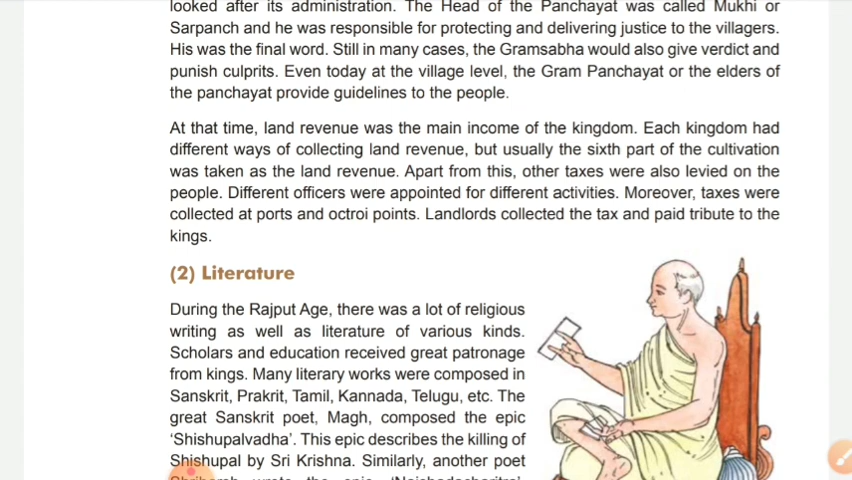 looked after its administration. The Head of the Panchayat was called Mukhi or
Sarpanch and he was responsible for protecting and delivering justice to the villagers.
His was the final word. Still in many cases, the Gramsabha would also give verdict and
punish culprits. Even today at the village level, the Gram Panchayat or the elders of
the panchayat provide guidelines to the people.
At that time, land revenue was the main income of the kingdom. Each kingdom had
different ways of collecting land revenue, but usually the sixth part of the cultivation
was taken as the land revenue. Apart from this, other taxes were also levied on the
people. Different officers were appointed for different activities. Moreover, taxes were
collected at ports and octroi points. Landlords collected the tax and paid tribute to the
kings.
(2) Literature
During the Rajput Age, there was a lot of religious
writing as well as literature of various kinds.
Scholars and education received great patronage
from kings. Many literary works were composed in
Sanskrit, Prakrit, Tamil, Kannada, Telugu, etc. The
great Sanskrit poet, Magh, composed the epic
‘Shishupalvadha’. This epic describes the killing of
Shishupal by Sri Krishna. Similarly, another poet
wrote the epic